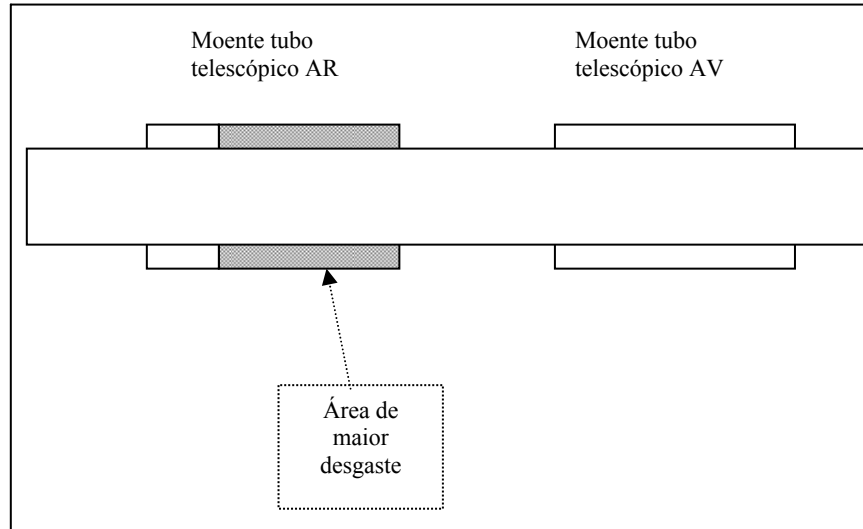 Moente tubo
telescópico AR
Moente tubo
telescópico AV
Área de
maior
desgaste